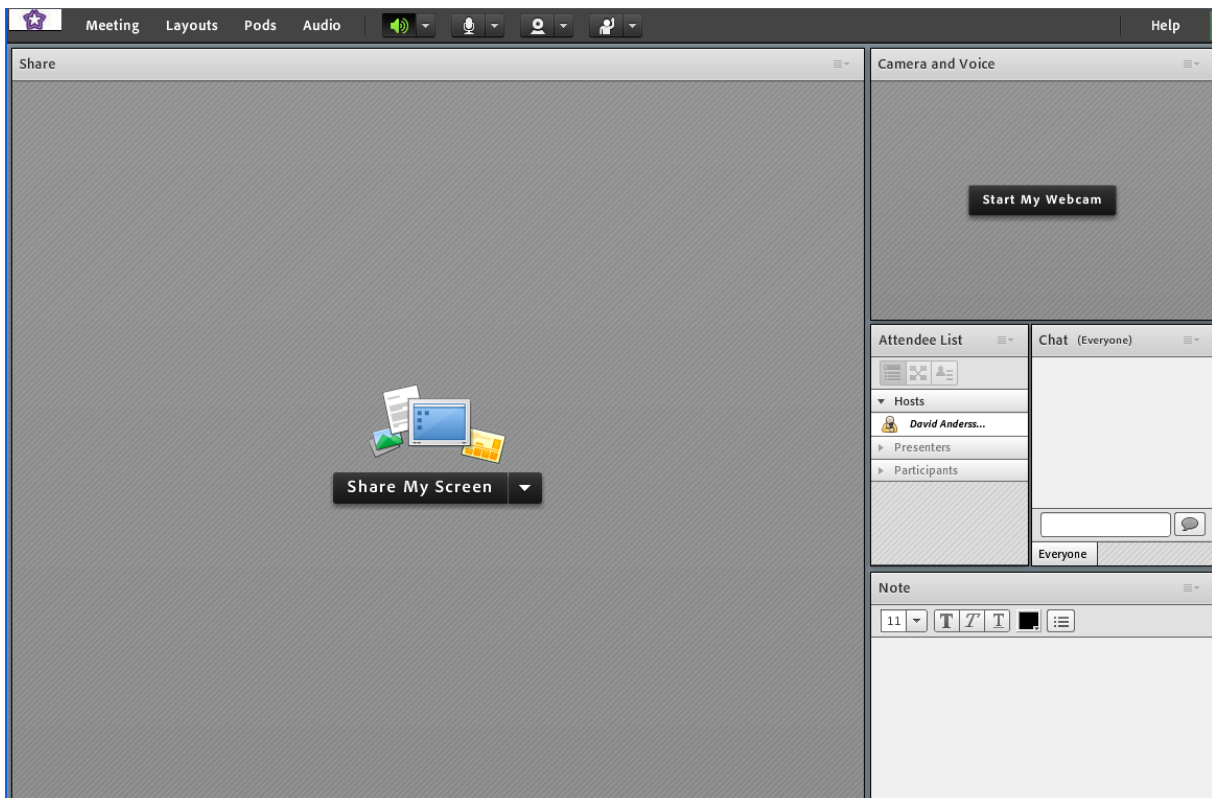 Meeting Layouts Pods Audio Help
Share
Share My Screen
Camera and Voice
Start My Webcam
Attendee List
Hosts
David Anderss...
Presenters
Participants
Chat (Everyone)
Everyone
Note
11 T T T